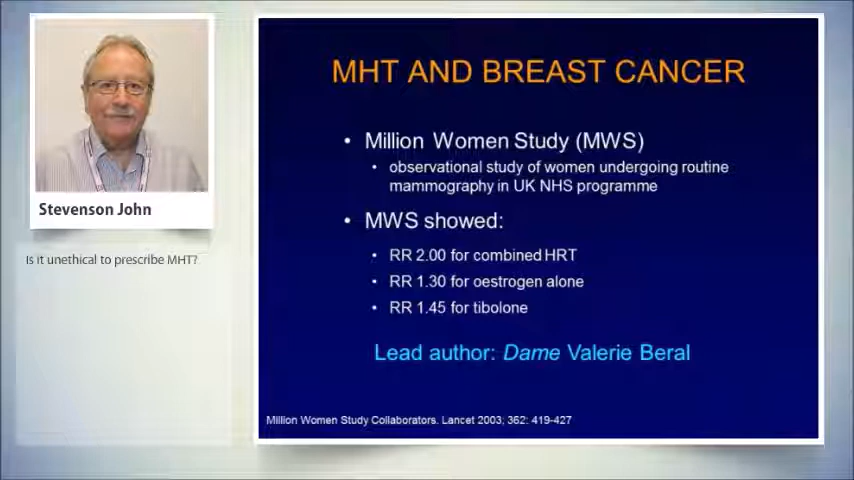 Stevenson John
Is it unethical to prescribe MHT?
MHT AND BREAST CANCER
• Million Women Study (MWS)
• observational study of women undergoing routine
mammography in UK NHS programme
• MWS showed:
• RR 2.00 for combined HRT
• RR 1.30 for oestrogen alone
• RR 1.45 for tibolone
Lead author: Dame Valerie Beral
Million Women Study Collaborators. Lancet 2003; 362: 419-427